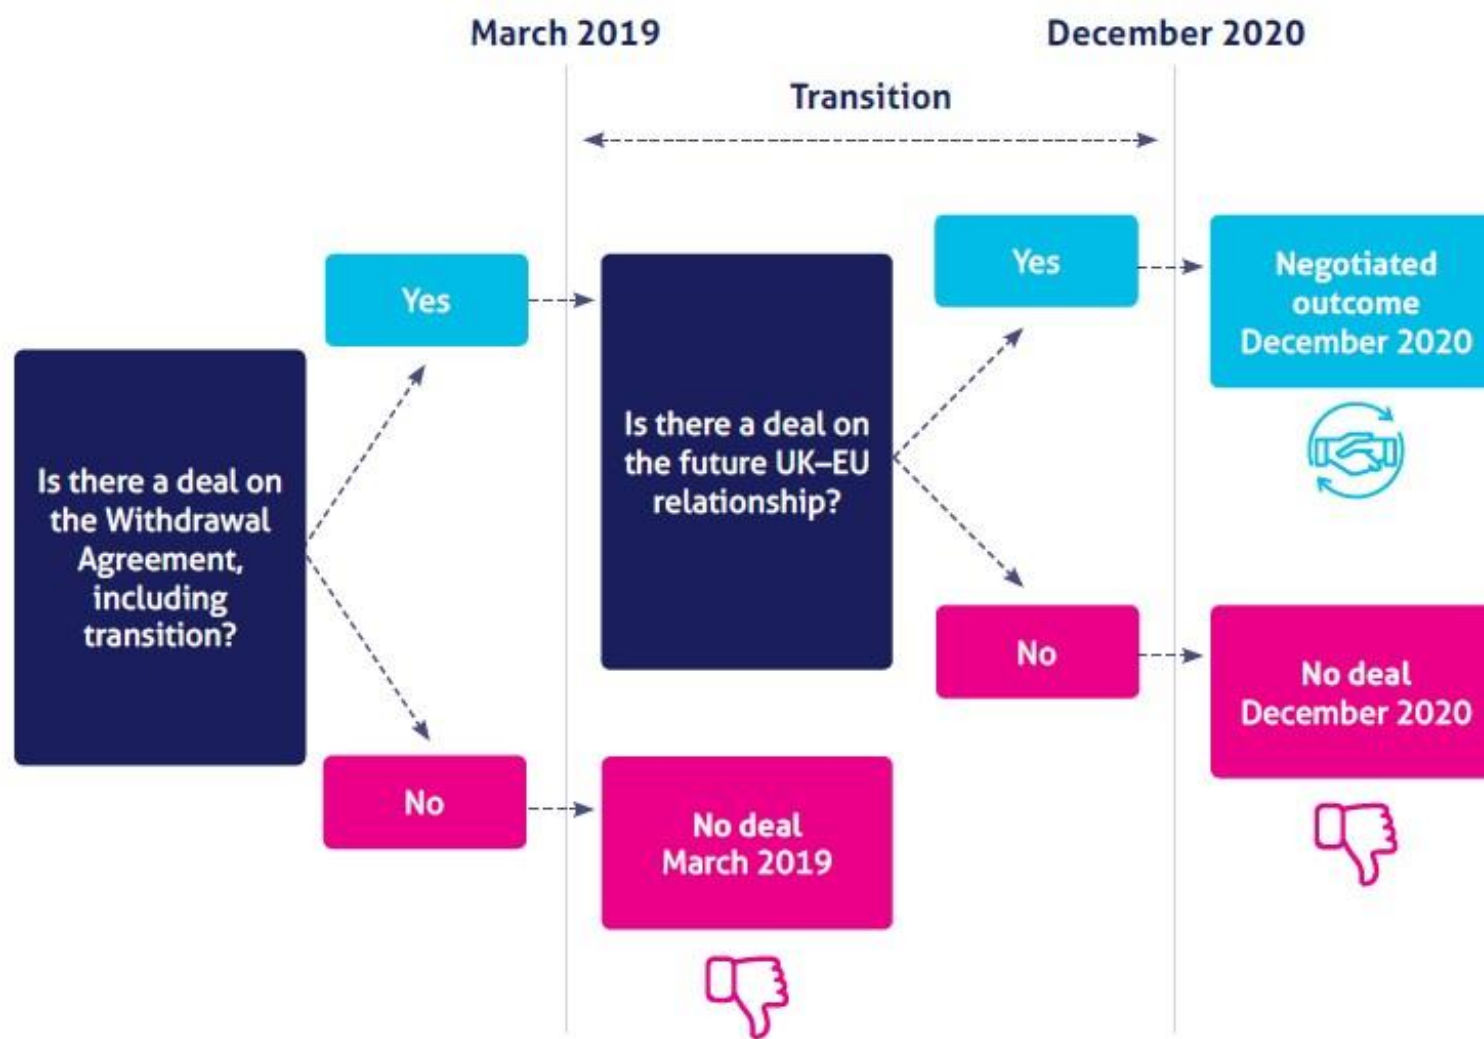 March 2019
December 2020
Transition
Yes
Is there a deal on
the Withdrawal
Agreement,
including
transition?
No
Is there a deal on
the future UK–EU
relationship?
No deal
March 2019
Yes
No
Negotiated
outcome
December 2020
No deal
December 2020